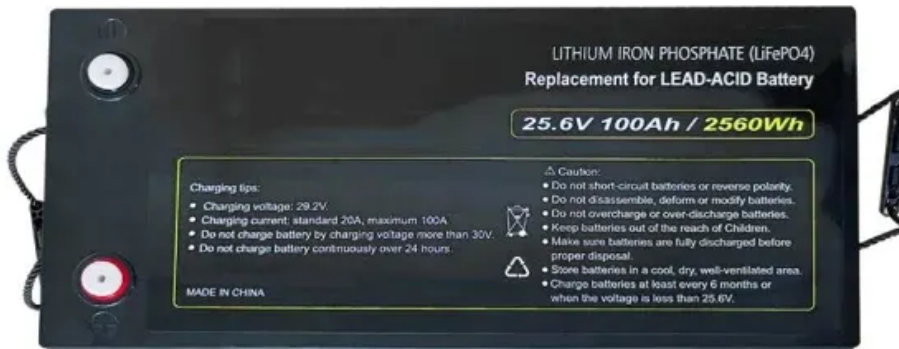 LITHIUM IRON PHOSPHATE (LiFePO4)
Replacement for LEAD-ACID Battery
25.6V 100Ah / 2560Wh
Charging tips:
• Charging voltage: 29.2V.
• Charging current: standard 20A, maximum 100A.
• Do not charge battery by charging voltage more than 30V.
• Do not charge battery continuously over 24 hours.
MADE IN CHINA
⚠ Caution:
• Do not short-circuit batteries or reverse polarity.
• Do not disassemble, deform or modify batteries.
• Do not overcharge or over-discharge batteries.
• Keep batteries out of the reach of Children.
• Make sure batteries are fully discharged before
proper disposal.
• Store batteries in a cool, dry, well-ventilated area.
• Charge batteries at least every 6 months or
when the voltage is less than 25.6V.